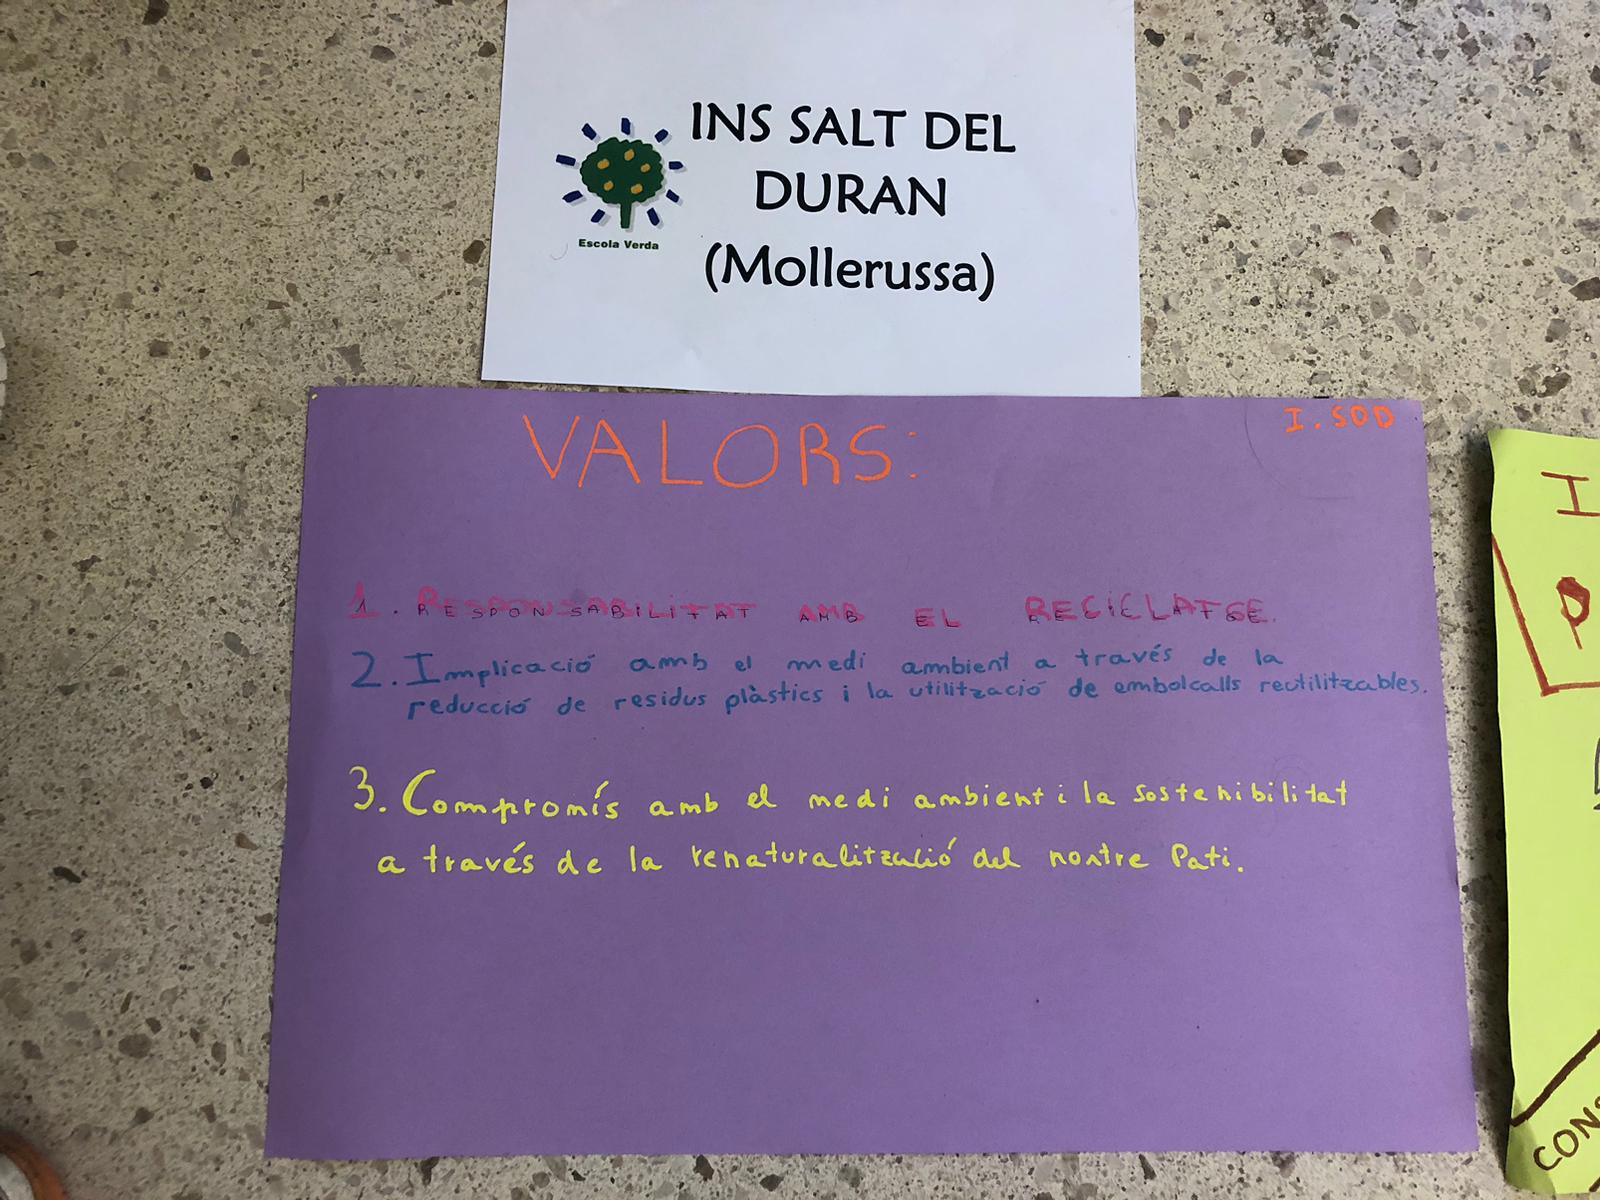 INS SALT DEL
DURAN
(Mollerussa)
Escola Verda
VALORS:
I. SOD
1. RESPONSABILITAT AMB EL RECICLATGE.
2. Implicació amb el medi ambient a través de la
reducció de residus plàstics i la utilització de embolcalls reutilitzables.
3. Compromís amb el medi ambient i la sostenibilitat
a través de la renaturalització del nostre Pati.
I
P
CONS